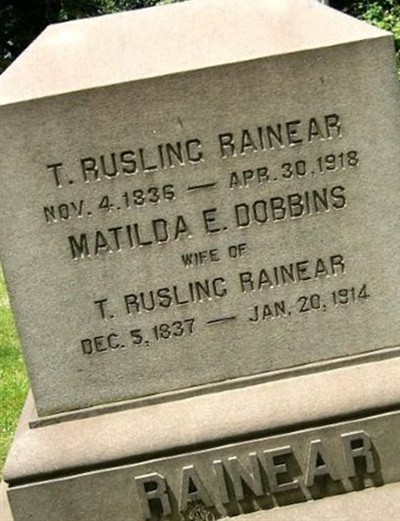 T. RUSLING RAINEAR
NOV. 4. 1836 — APR. 30, 1918
MATILDA E. DOBBINS
WIFE OF
T. RUSLING RAINEAR
DEC. 5, 1837 — JAN. 20, 1914
RAINEAR